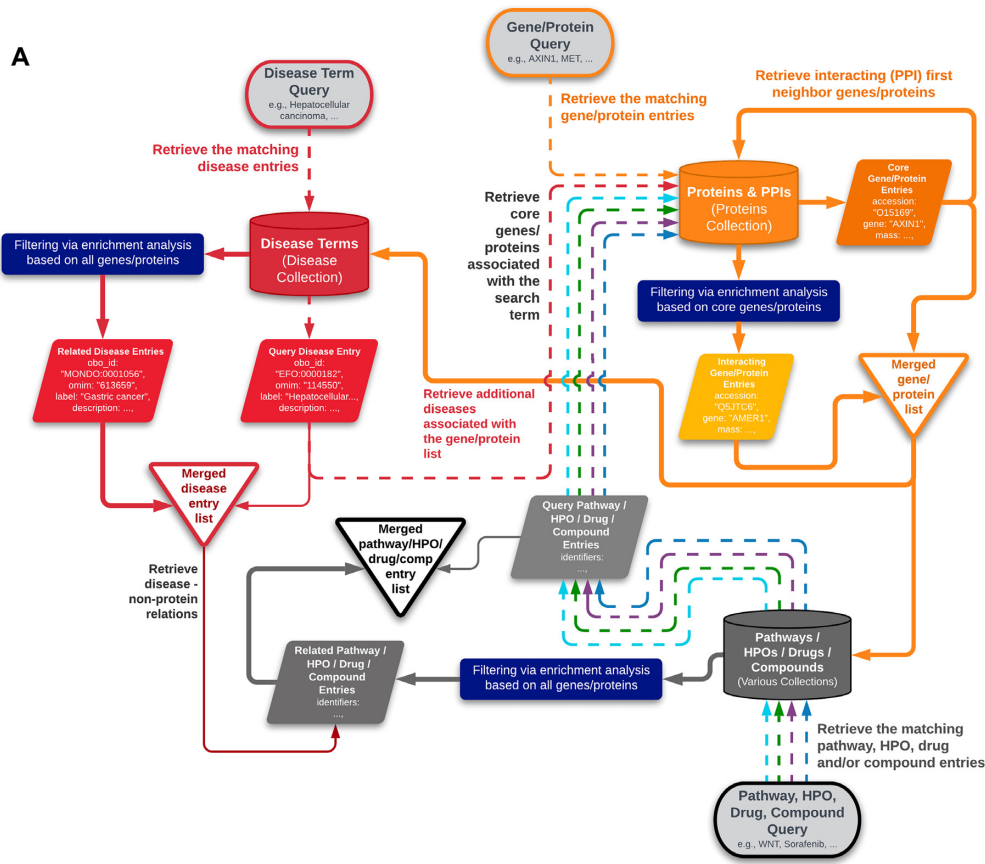 A
Gene/Protein
Query
e.g., AXIN1, MET, ...
Disease Term
Query
e.g., Hepatocellular
carcinoma, ...
Retrieve interacting (PPI) first
neighbor genes/proteins
Retrieve the matching
gene/protein entries
Retrieve the matching
disease entries
Proteins & PPIs
(Proteins
Collection)
Core
Gene/Protein
Entries
accession:
"O15169",
gene: "AXIN1",
mass: ...,
Retrieve
core
genes/
proteins
associated
with the
search
term
Filtering via enrichment analysis
based on all genes/proteins
Disease Terms
(Disease
Collection)
Filtering via enrichment analysis
based on core genes/proteins
Related Disease Entries
obo_id:
"MONDO:0001056",
omim: "613659",
label: "Gastric cancer",
description: ...,
Query Disease Entry
obo_id:
"EFO:0000182",
omim: "114550",
label: "Hepatocellular...,
description: ...,
Interacting
Gene/Protein
Entries
accession:
"Q5JTC6",
gene: "AMER1",
mass: ...,
Merged
gene/
protein
list
Retrieve additional
diseases
associated with
the gene/protein
list
Merged
disease
entry
list
Merged
pathway/HPO/
drug/comp
entry
list
Query Pathway /
HPO / Drug /
Compound
Entries
identifiers:
...,
Retrieve
disease -
non-protein
relations
Related Pathway /
HPO / Drug /
Compound
Entries
identifiers:
...,
Filtering via enrichment analysis
based on all genes/proteins
Pathways /
HPOs / Drugs /
Compounds
(Various Collections)
Retrieve the matching
pathway, HPO, drug
and/or compound entries
Pathway, HPO,
Drug, Compound
Query
e.g., WNT, Sorafenib, ...